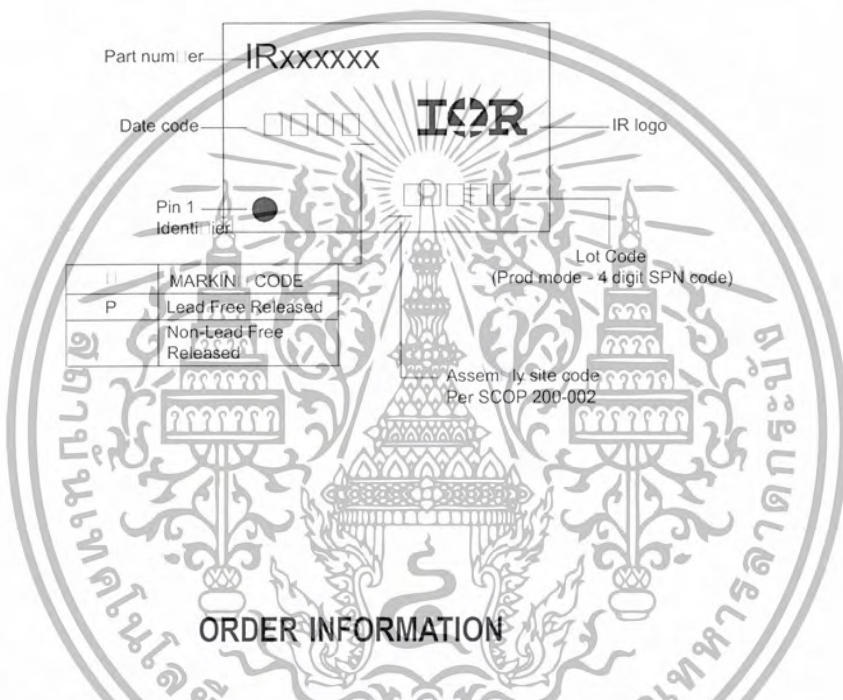 Part number
IRxxxxxx
Date code
IOR
IR logo
Pin 1
Identifier
Lot Code
(Prod mode - 4 digit SPN code)
MARKING CODE
P Lead Free Released
Non-Lead Free
Released
Assembly site code
Per SCOP 200-002
ORDER INFORMATION